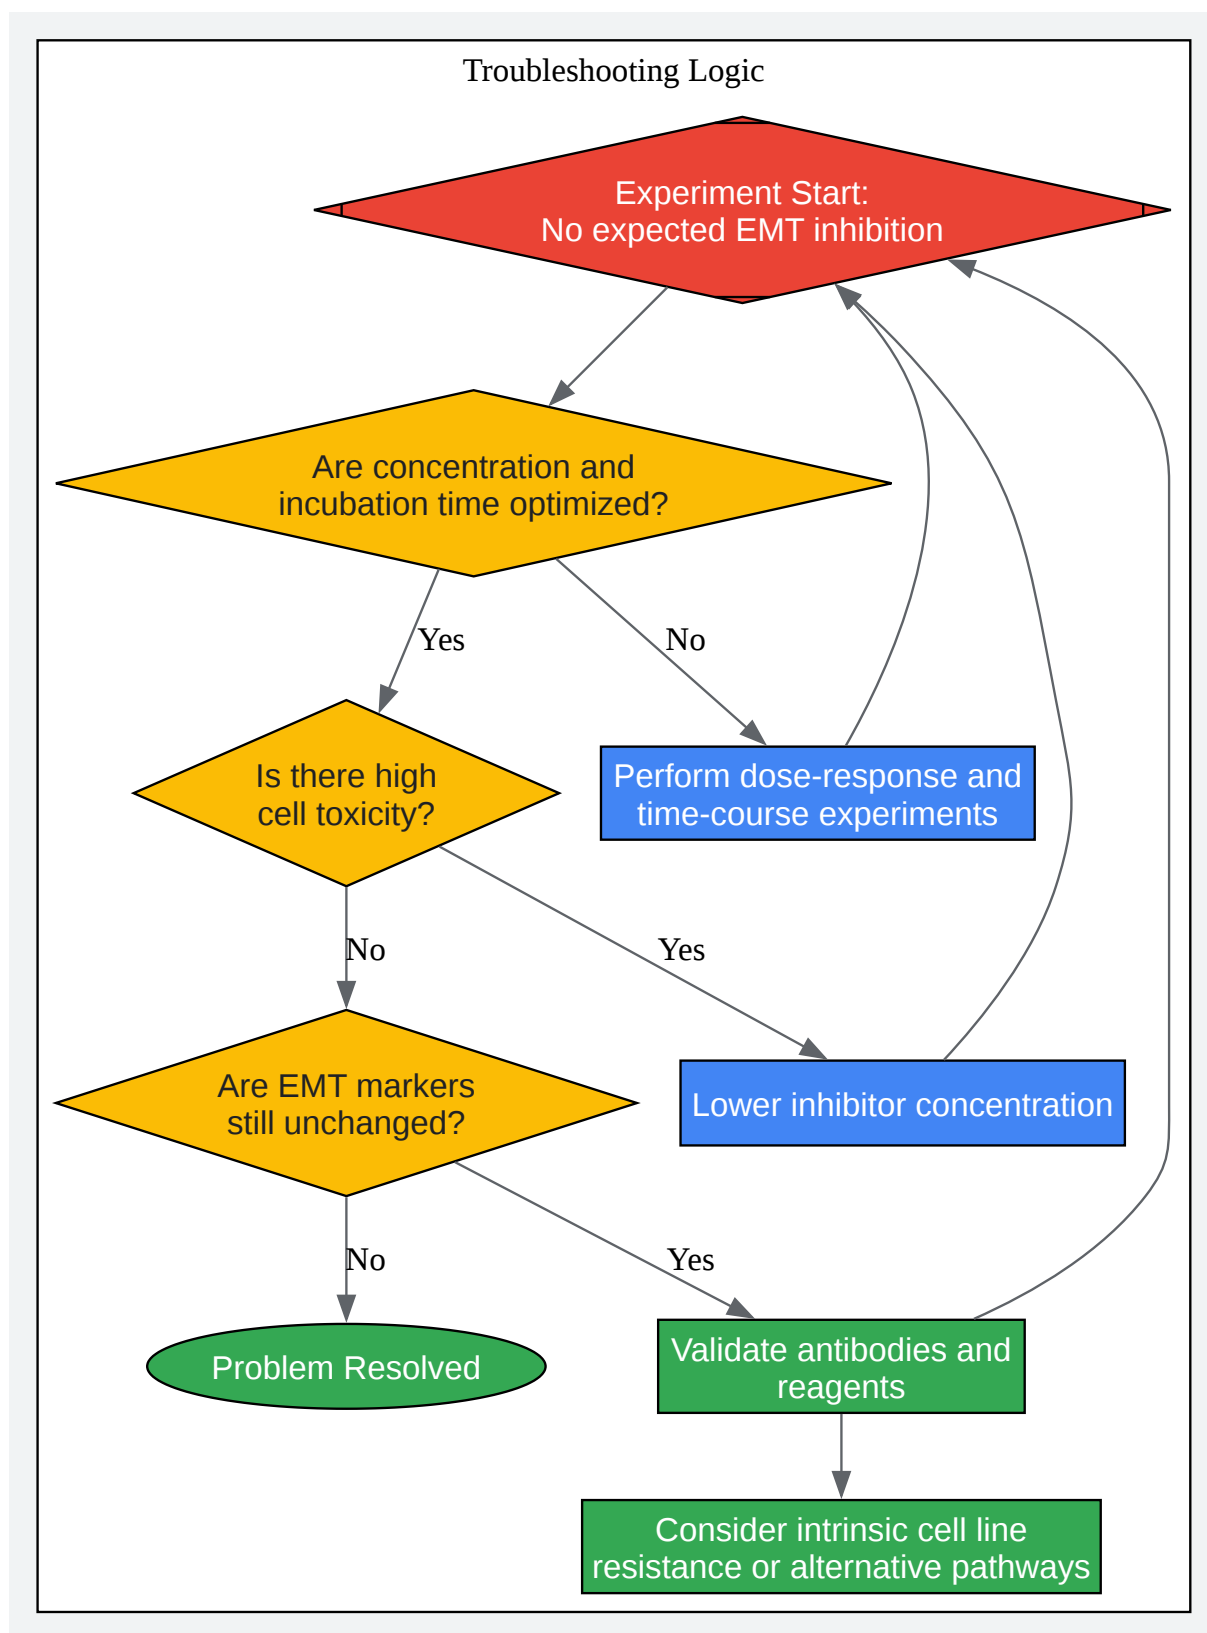 Troubleshooting Logic
Experiment Start:
No expected EMT inhibition
Are concentration and
incubation time optimized?
Yes
No
Is there high
cell toxicity?
Perform dose-response and
time-course experiments
No
Yes
Are EMT markers
still unchanged?
Lower inhibitor concentration
No
Yes
Problem Resolved
Validate antibodies and
reagents
Consider intrinsic cell line
resistance or alternative pathways